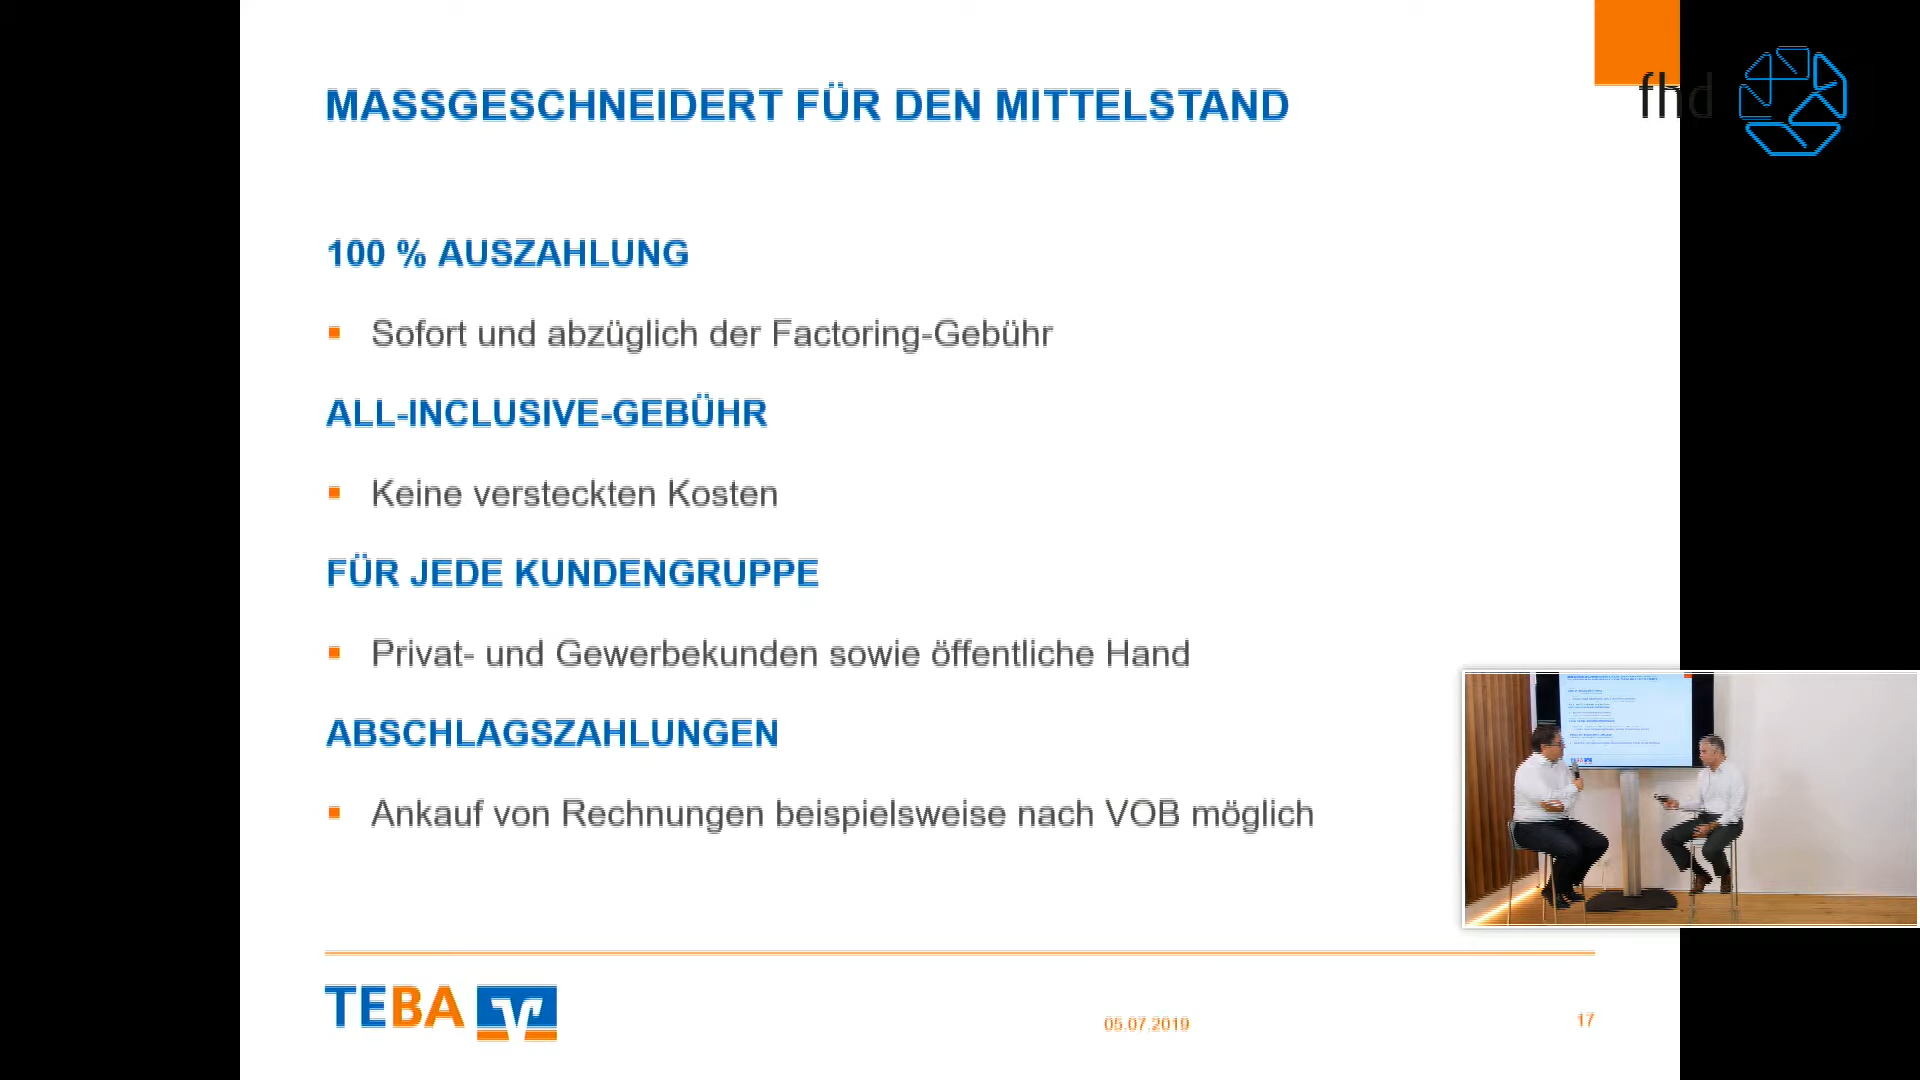 MASSGESCHNEIDERT FÜR DEN MITTELSTAND
fhd
100 % AUSZAHLUNG
Sofort und abzüglich der Factoring-Gebühr
ALL-INCLUSIVE-GEBÜHR
Keine versteckten Kosten
FÜR JEDE KUNDENGRUPPE
Privat- und Gewerbekunden sowie öffentliche Hand
ABSCHLAGSZAHLUNGEN
Ankauf von Rechnungen beispielsweise nach VOB möglich
TEBA
05.07.2019
17